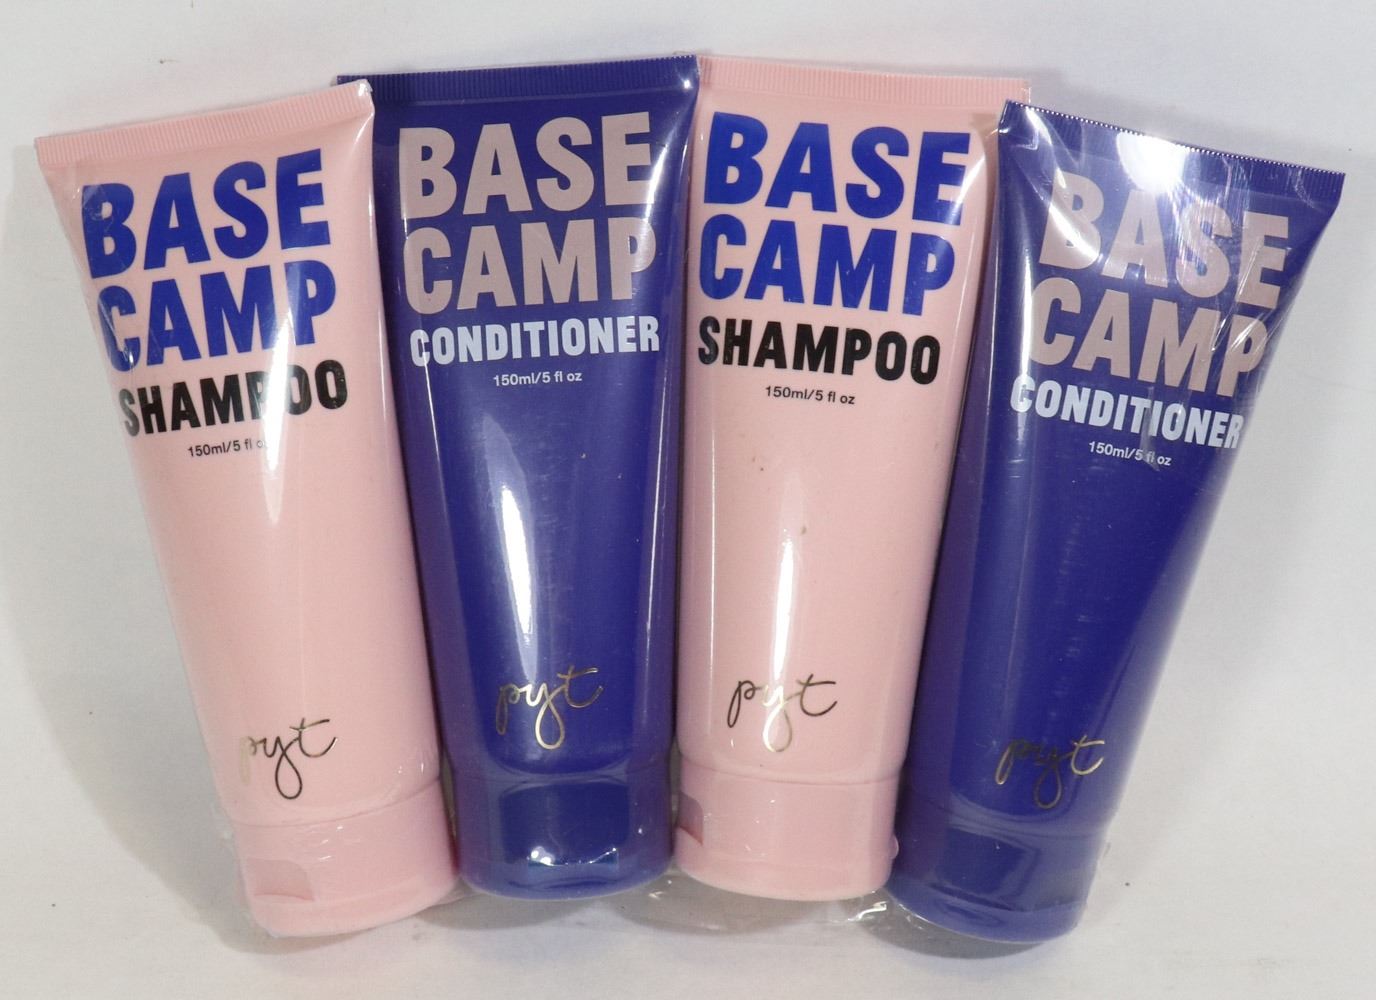 BASE
CAMP
SHAMPOO
150ml/5 fl oz
pyt
BASE
CAMP
CONDITIONER
150ml/5 fl oz
pyt
BASE
CAMP
SHAMPOO
150ml/5 fl oz
pyt
BASE
CAMP
CONDITIONER
150ml/5 fl oz
pyt